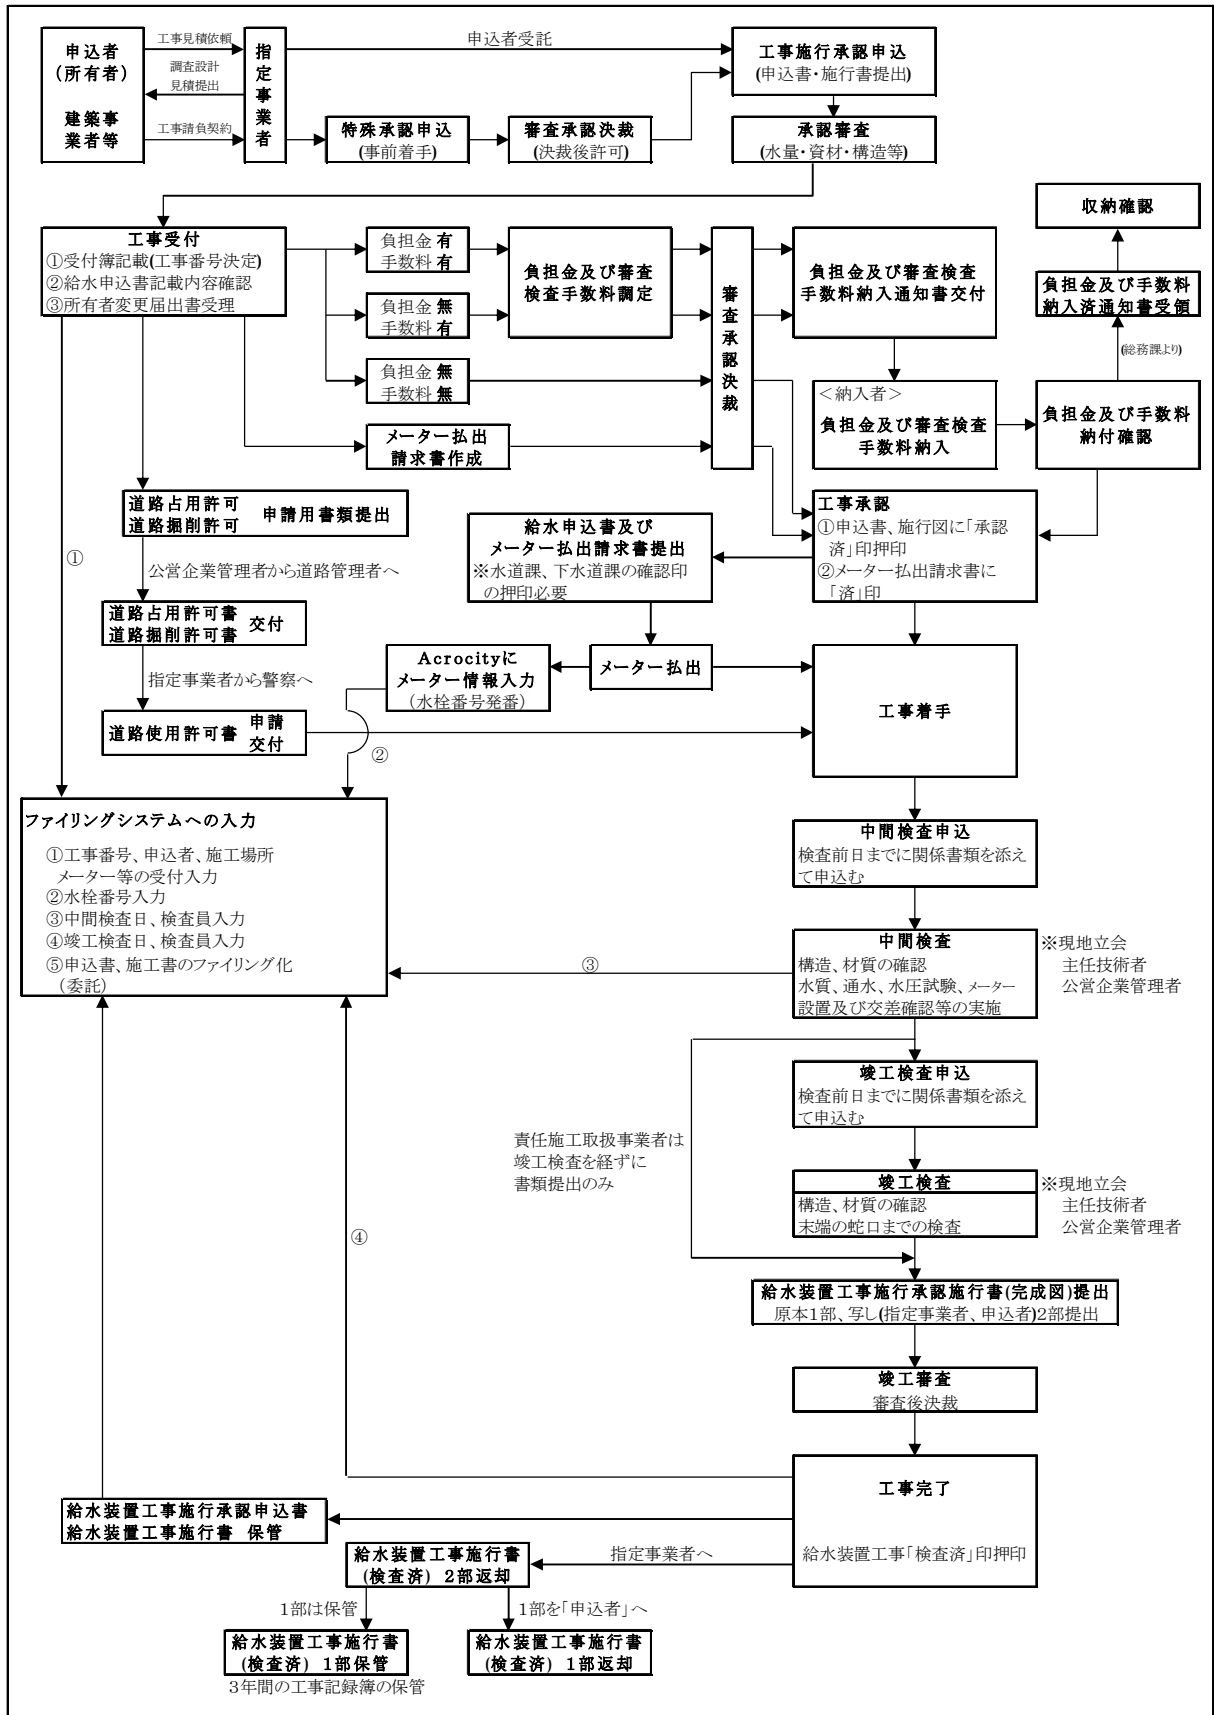 申込者
(所有者)
建築事
業者等
工事見積依頼
調査設計
見積提出
工事請負契約
指定事業者
申込者受託
工事施行承認申込
(申込書・施行書提出)
特殊承認申込
(事前着手)
審査承認決裁
(決裁後許可)
承認審査
(水量・資材・構造等)
収納確認
工事受付
①受付簿記載(工事番号決定)
②給水申込書記載内容確認
③所有者変更届出書受理
負担金 有
手数料 有
負担金 無
手数料 有
負担金 無
手数料 無
メーター払出
請求書作成
負担金及び審査
検査手数料調定
審査承認決裁
負担金及び審査検査
手数料納入通知書交付
負担金及び手数料
納入済通知書受領
(総務課より)
<納入者>
負担金及び審査検査
手数料納入
負担金及び手数料
納付確認
道路占用許可
道路掘削許可
申請用書類提出
①
公営企業管理者から道路管理者へ
道路占用許可書
道路掘削許可書
交付
指定事業者から警察へ
道路使用許可書
申請
交付
給水申込書及び
メーター払出請求書提出
※水道課、下水道課の確認印
の押印必要
工事承認
①申込書、施行図に「承認
済」印押印
②メーター払出請求書に
「済」印
Acrocityに
メーター情報入力
(水栓番号発番)
メーター払出
工事着手
②
ファイリングシステムへの入力
①工事番号、申込者、施工場所
メーター等の受付入力
②水栓番号入力
③中間検査日、検査員入力
④竣工検査日、検査員入力
⑤申込書、施工書のファイリング化
(委託)
中間検査申込
検査前日までに関係書類を添え
て申込む
③
中間検査
構造、材質の確認
水質、通水、水圧試験、メーター
設置及び交差確認等の実施
※現地立会
主任技術者
公営企業管理者
竣工検査申込
検査前日までに関係書類を添え
て申込む
責任施工取扱事業者は
竣工検査を経ずに
書類提出のみ
竣工検査
構造、材質の確認
末端の蛇口までの検査
※現地立会
主任技術者
公営企業管理者
④
給水装置工事施行承認施行書(完成図)提出
原本1部、写し(指定事業者、申込者)2部提出
竣工審査
審査後決裁
工事完了
給水装置工事「検査済」印押印
給水装置工事施行承認申込書
給水装置工事施行書 保管
給水装置工事施行書
(検査済) 2部返却
指定事業者へ
1部は保管
1部を「申込者」へ
給水装置工事施行書
(検査済) 1部保管
3年間の工事記録簿の保管
給水装置工事施行書
(検査済) 1部返却